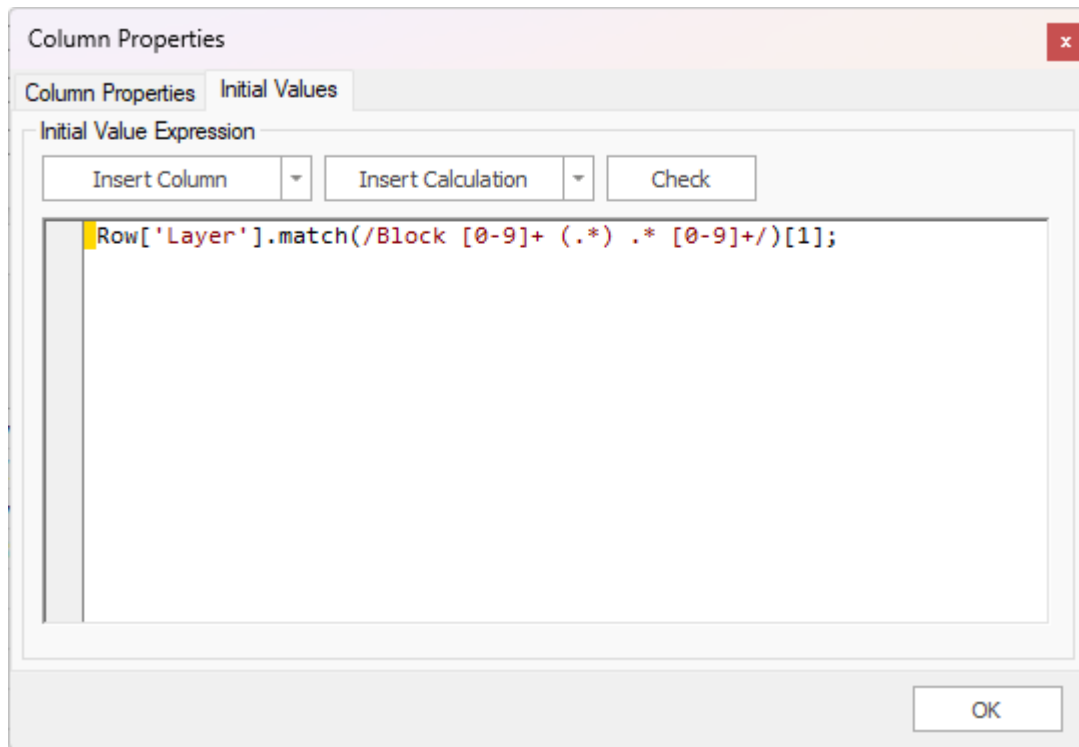 Column Properties
x
Column Properties Initial Values
Initial Value Expression
Insert Column Insert Calculation Check
Row['Layer'].match(/Block [0-9]+ (.*) .* [0-9]+/)[1];
OK